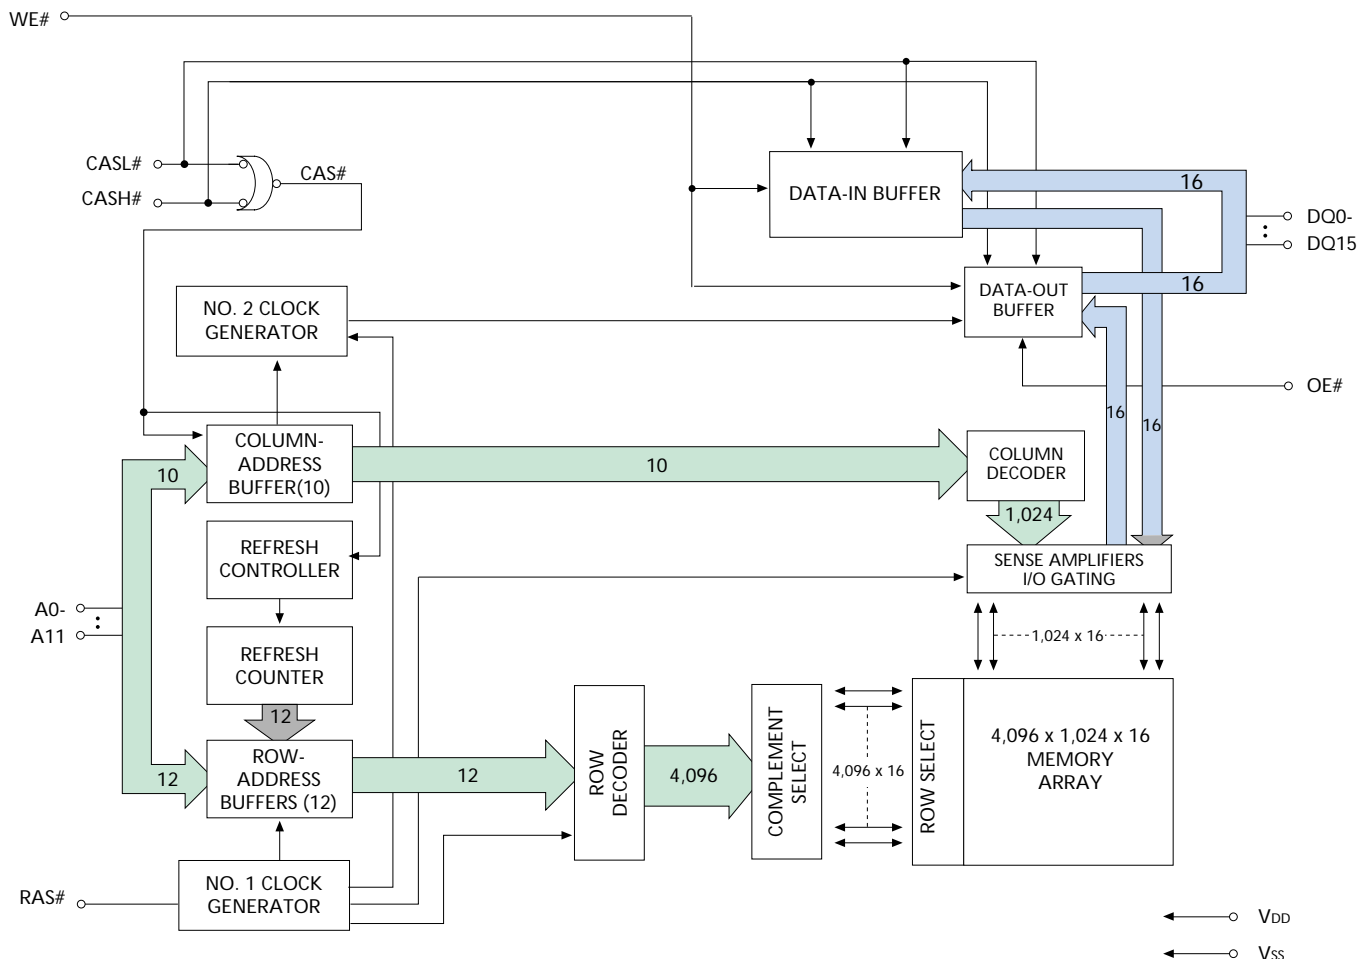 WE#
CASL#
CASH#
CAS#
DATA-IN BUFFER
16
DQ0-
DQ15
16
DATA-OUT
BUFFER
NO. 2 CLOCK
GENERATOR
OE#
16
16
COLUMN-
ADDRESS
BUFFER(10)
10
10
COLUMN
DECODER
1,024
REFRESH
CONTROLLER
SENSE AMPLIFIERS
I/O GATING
A0-
A11
1,024 x 16
REFRESH
COUNTER
12
ROW-
ADDRESS
BUFFERS (12)
12
12
ROW
DECODER
4,096
COMPLEMENT
SELECT
4,096 x 16
ROW SELECT
4,096 x 1,024 x 16
MEMORY
ARRAY
RAS#
NO. 1 CLOCK
GENERATOR
VDD
VSS